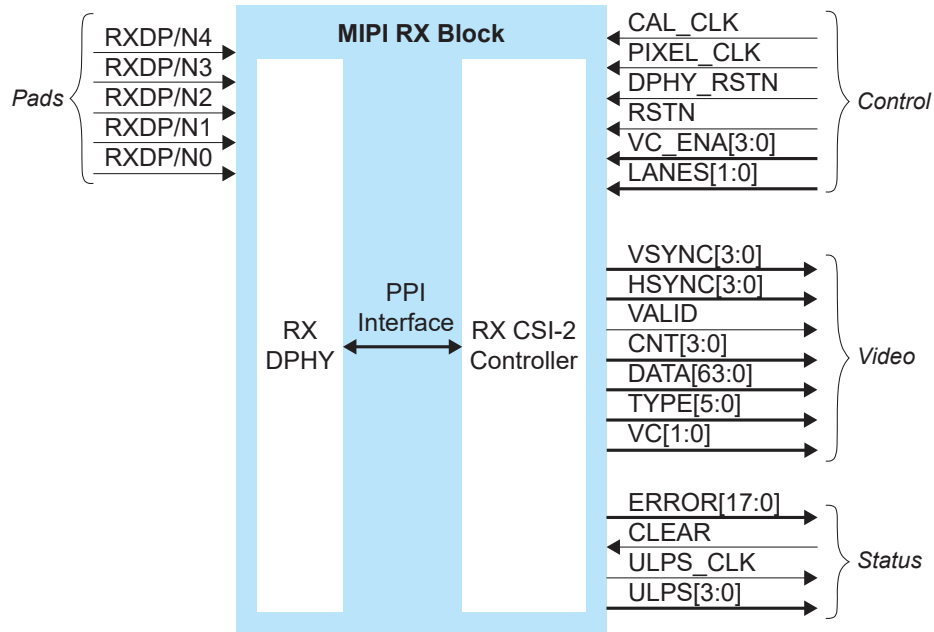 MIPI RX Block
Pads
RXDP/N4
RXDP/N3
RXDP/N2
RXDP/N1
RXDP/N0
RX
DPHY
PPI
Interface
RX CSI-2
Controller
CAL_CLK
PIXEL_CLK
DPHY_RSTN
RSTN
VC_ENA[3:0]
LANES[1:0]
Control
VSYNC[3:0]
HSYNC[3:0]
VALID
CNT[3:0]
DATA[63:0]
TYPE[5:0]
VC[1:0]
Video
ERROR[17:0]
CLEAR
ULPS_CLK
ULPS[3:0]
Status